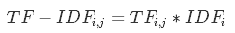 TF − IDF_{i,j} = TF_{i,j} * IDF_i